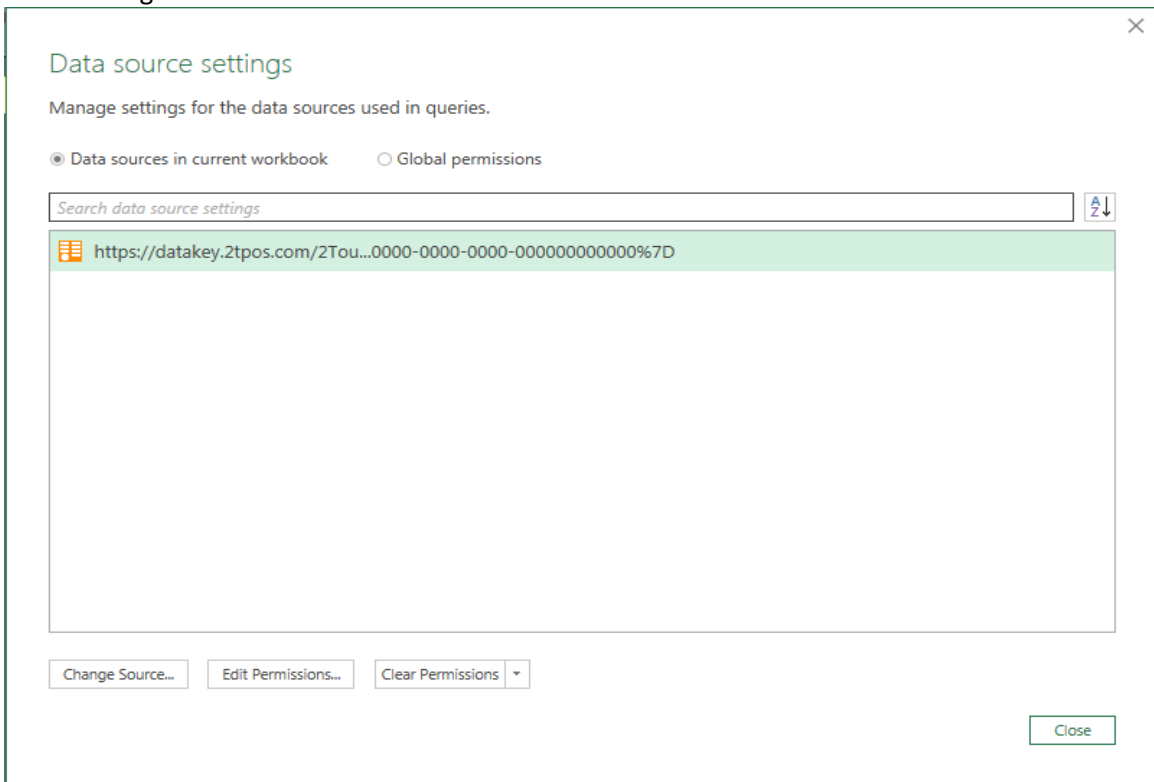 Data source settings
Manage settings for the data sources used in queries.
Data sources in current workbook Global permissions
Search data source settings
https://datakey.2tpos.com/2Tou...0000-0000-0000-000000000000%7D
Change Source... Edit Permissions... Clear Permissions
Close